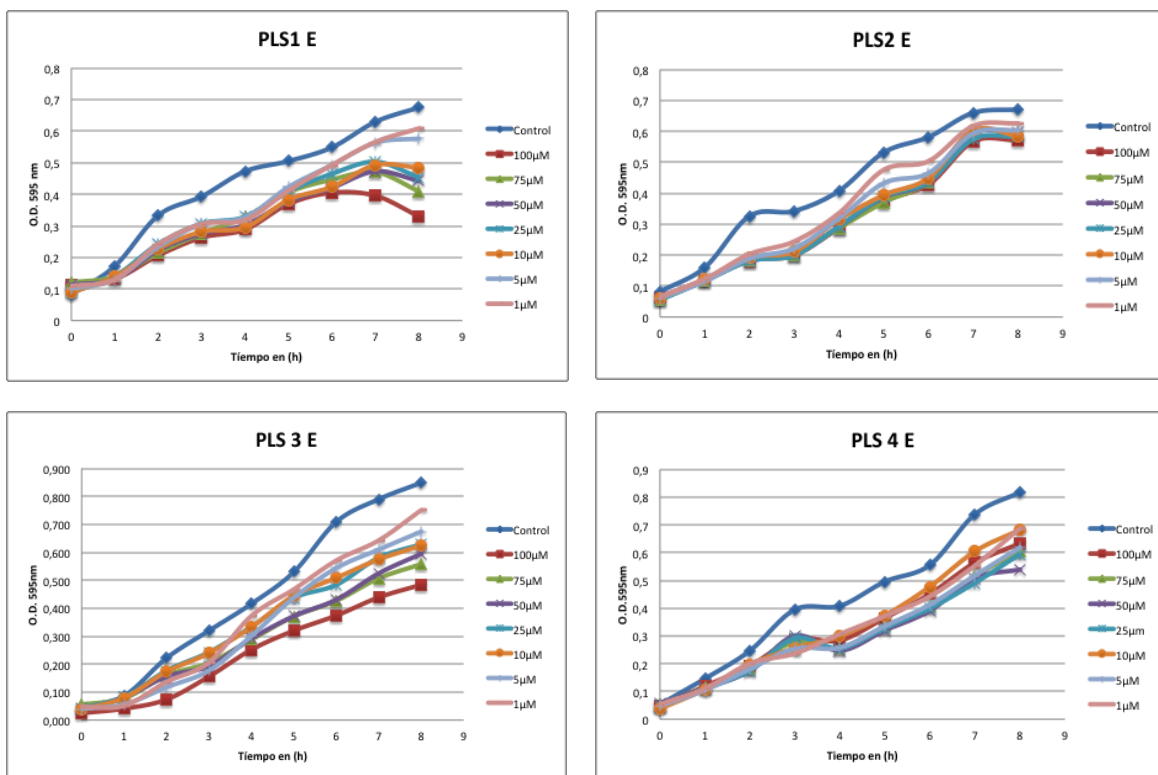 PLS1 E
O.D. 595 nm
0,8
0,7
0,6
0,5
0,4
0,3
0,2
0,1
0
0 1 2 3 4 5 6 7 8 9
Tíempo en (h)
Control
100µM
75µM
50µM
25µM
10µM
5µM
1µM
PLS2 E
O.D. 595nm
0,8
0,7
0,6
0,5
0,4
0,3
0,2
0,1
0
0 1 2 3 4 5 6 7 8 9
Tíempo en (h)
Control
100µM
75µM
50µM
25µM
10µM
5µM
1µM
PLS 3 E
O.D. 595nm
0,900
0,800
0,700
0,600
0,500
0,400
0,300
0,200
0,100
0,000
0 1 2 3 4 5 6 7 8 9
Tíempo en (h)
Control
100µM
75µM
50µM
25µM
10µM
5µM
1µM
PLS 4 E
O.D.595nm
0,9
0,8
0,7
0,6
0,5
0,4
0,3
0,2
0,1
0
0 1 2 3 4 5 6 7 8 9
Tíempo en (h)
Control
100µM
75µM
50µM
25µm
10µM
5µM
1µM